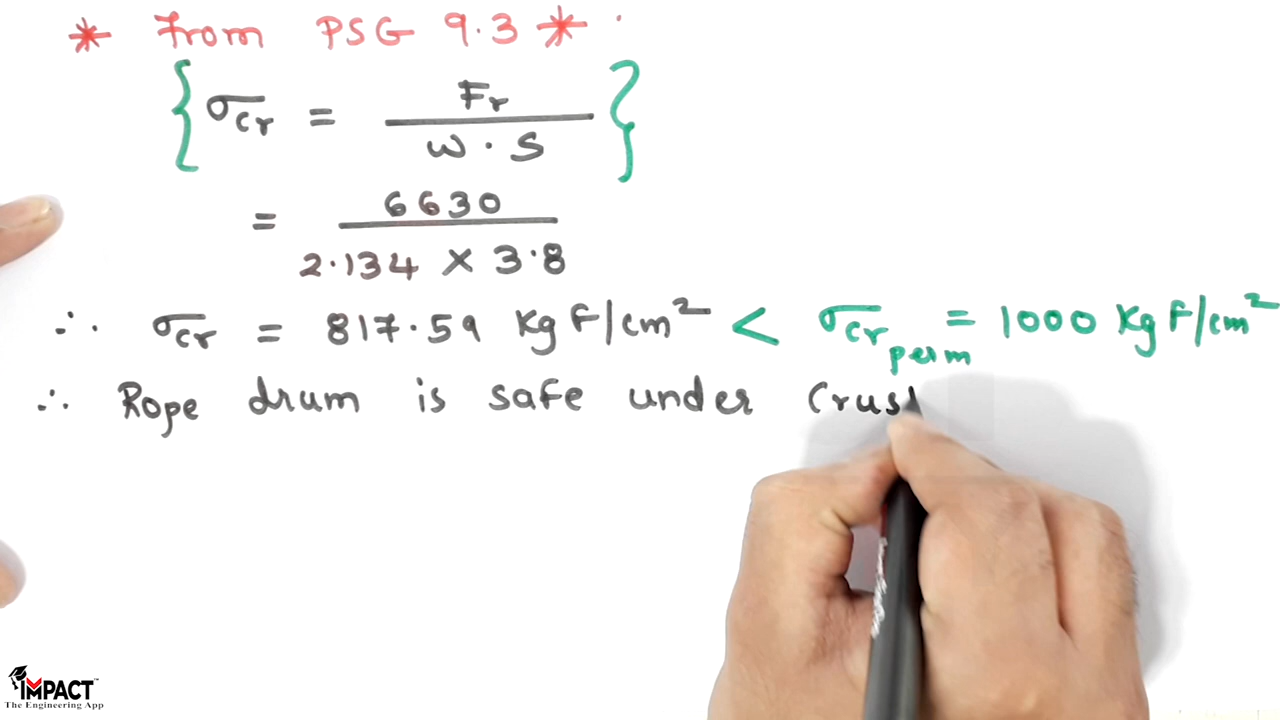 * From PSG 9.3 *
{ σcr = Fr / w · s }
= 6630 / 2.134 × 3.8
∴ σcr = 817.59 kgF/cm² < σcr perm = 1000 kgF/cm²
∴ Rope drum is safe under Crush
IMPACT
The Engineering App